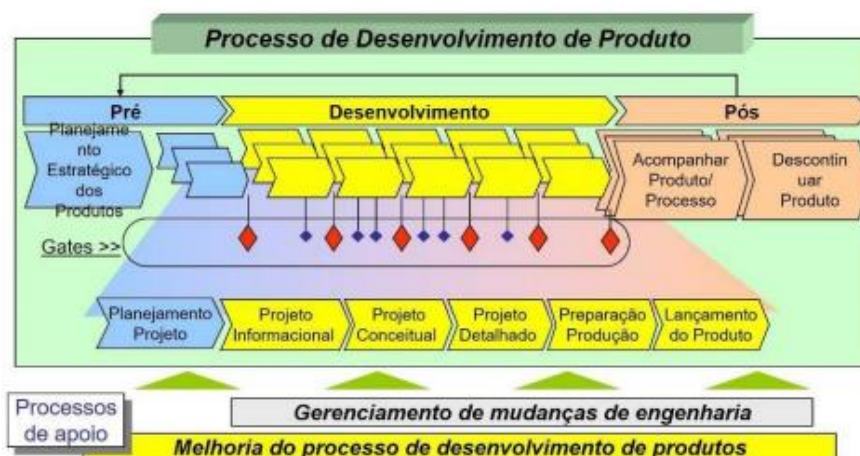 Processo de Desenvolvimento de Produto
Pré
Desenvolvimento
Pós
Planejame
nto
Estratégico
dos
Produtos
Acompanhar
Produto/
Processo
Descontin
uar
Produto
Gates >>
Planejamento
Projeto
Projeto
Informacional
Projeto
Conceitual
Projeto
Detalhado
Preparação
Produção
Lançamento
do Produto
Processos
de apoio
Gerenciamento de mudanças de engenharia
Melhoria do processo de desenvolvimento de produtos